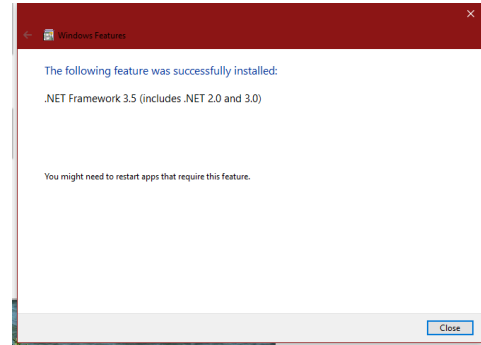 Windows Features
The following feature was successfully installed:
.NET Framework 3.5 (includes .NET 2.0 and 3.0)
You might need to restart apps that require this feature.
Close